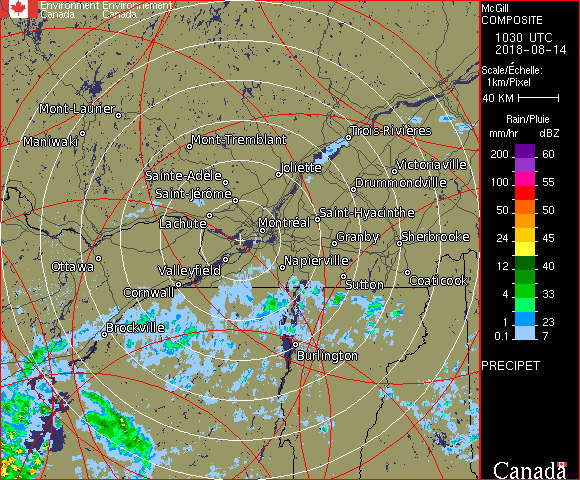 Environment Environnement
Canada Canada
McGill
COMPOSITE
1030 UTC
2018-08-14
Scale/Échelle:
1km/Pixel
40 KM
Rain/Pluie
mm/hr dBZ
200 60
100 55
50 50
24 45
12 40
8 33
4 33
1 23
0.1 7
PRECIPET
Canada
Mont-Laurier
Maniwaki
Mont-Tremblant
Trois-Rivières
Joliette
Victoriaville
Sainte-Adèle
Drummondville
Saint-Jérôme
Lachute
Saint-Hyacinthe
Montréal
Granby
Sherbrooke
Ottawa
Valleyfield
Napierville
Cornwall
Sutton
Coaticook
Brockville
Burlington